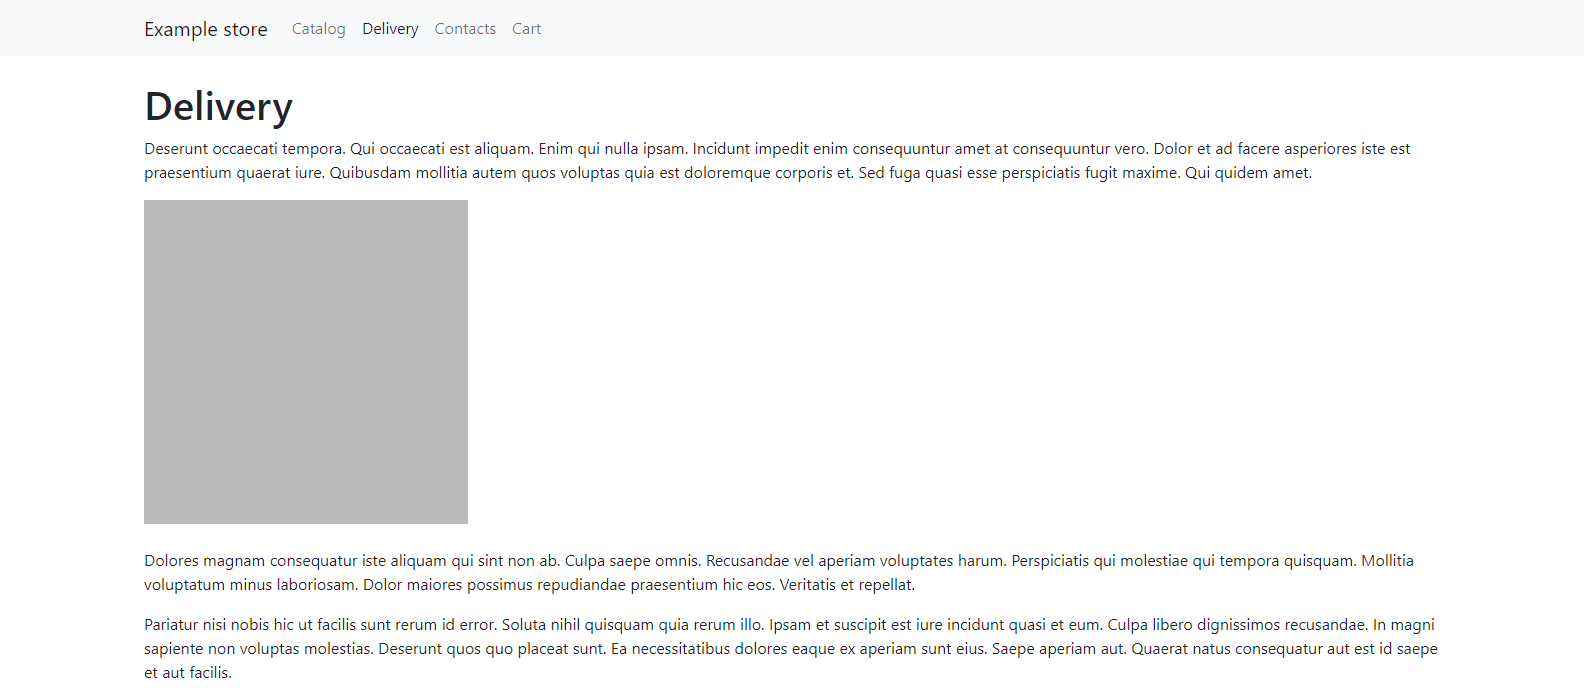 Example store Catalog Delivery Contacts Cart
Delivery
Deserunt occaecati tempora. Qui occaecati est aliquam. Enim qui nulla ipsam. Incidunt impedit enim consequuntur amet at consequuntur vero. Dolor et ad facere asperiores iste est
praesentium quaerat iure. Quibusdam mollitia autem quos voluptas quia est doloremque corporis et. Sed fuga quasi esse perspiciatis fugit maxime. Qui quidem amet.
Dolores magnam consequatur iste aliquam qui sint non ab. Culpa saepe omnis. Recusandae vel aperiam voluptates harum. Perspiciatis qui molestiae qui tempora quisquam. Mollitia
voluptatum minus laboriosam. Dolor maiores possimus repudiandae praesentium hic eos. Veritatis et repellat.
Pariatur nisi nobis hic ut facilis sunt rerum id error. Soluta nihil quisquam quia rerum illo. Ipsam et suscipit est iure incidunt quasi et eum. Culpa libero dignissimos recusandae. In magni
sapiente non voluptas molestias. Deserunt quos quo placeat sunt. Ea necessitatibus dolores eaque ex aperiam sunt eius. Saepe aperiam aut. Quaerat natus consequatur aut est id saepe
et aut facilis.